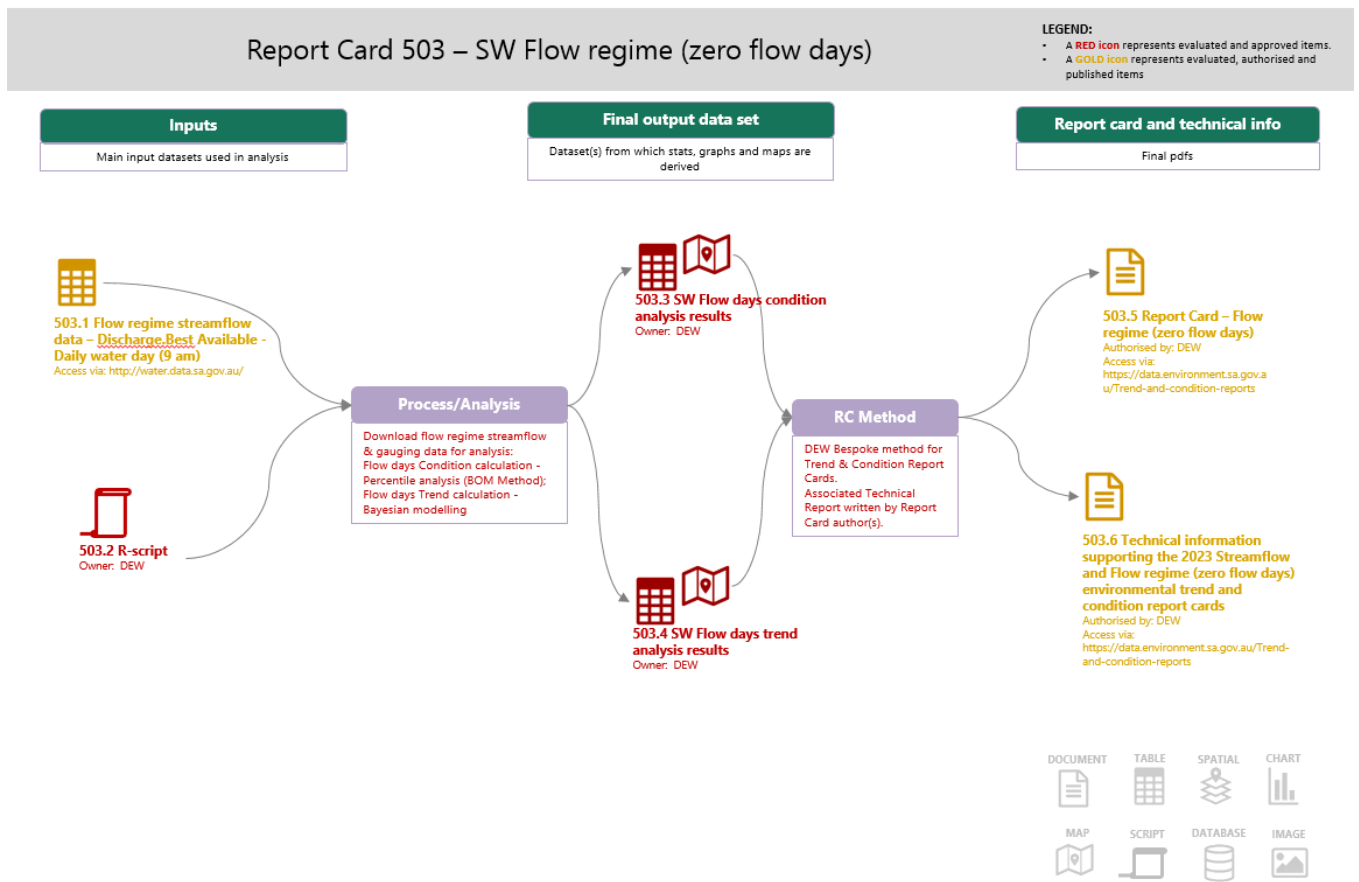 Report Card 503 – SW Flow regime (zero flow days)
LEGEND:
• A RED icon represents evaluated and approved items.
• A GOLD icon represents evaluated, authorised and
published items
Inputs
Main input datasets used in analysis
Final output data set
Dataset(s) from which stats, graphs and maps are
derived
Report card and technical info
Final pdfs
503.1 Flow regime streamflow
data – Discharge.Best Available -
Daily water day (9 am)
Access via: http://water.data.sa.gov.au/
503.2 R-script
Owner: DEW
Process/Analysis
Download flow regime streamflow
& gauging data for analysis:
Flow days Condition calculation -
Percentile analysis (BOM Method);
Flow days Trend calculation -
Bayesian modelling
503.3 SW Flow days condition
analysis results
Owner: DEW
503.4 SW Flow days trend
analysis results
Owner: DEW
RC Method
DEW Bespoke method for
Trend & Condition Report
Cards.
Associated Technical
Report written by Report
Card author(s).
503.5 Report Card – Flow
regime (zero flow days)
Authorised by: DEW
Access via:
https://data.environment.sa.gov.a
u/Trend-and-condition-reports
503.6 Technical information
supporting the 2023 Streamflow
and Flow regime (zero flow days)
environmental trend and
condition report cards
Authorised by: DEW
Access via:
https://data.environment.sa.gov.au/Trend-
and-condition-reports
DOCUMENT TABLE SPATIAL CHART
MAP SCRIPT DATABASE IMAGE